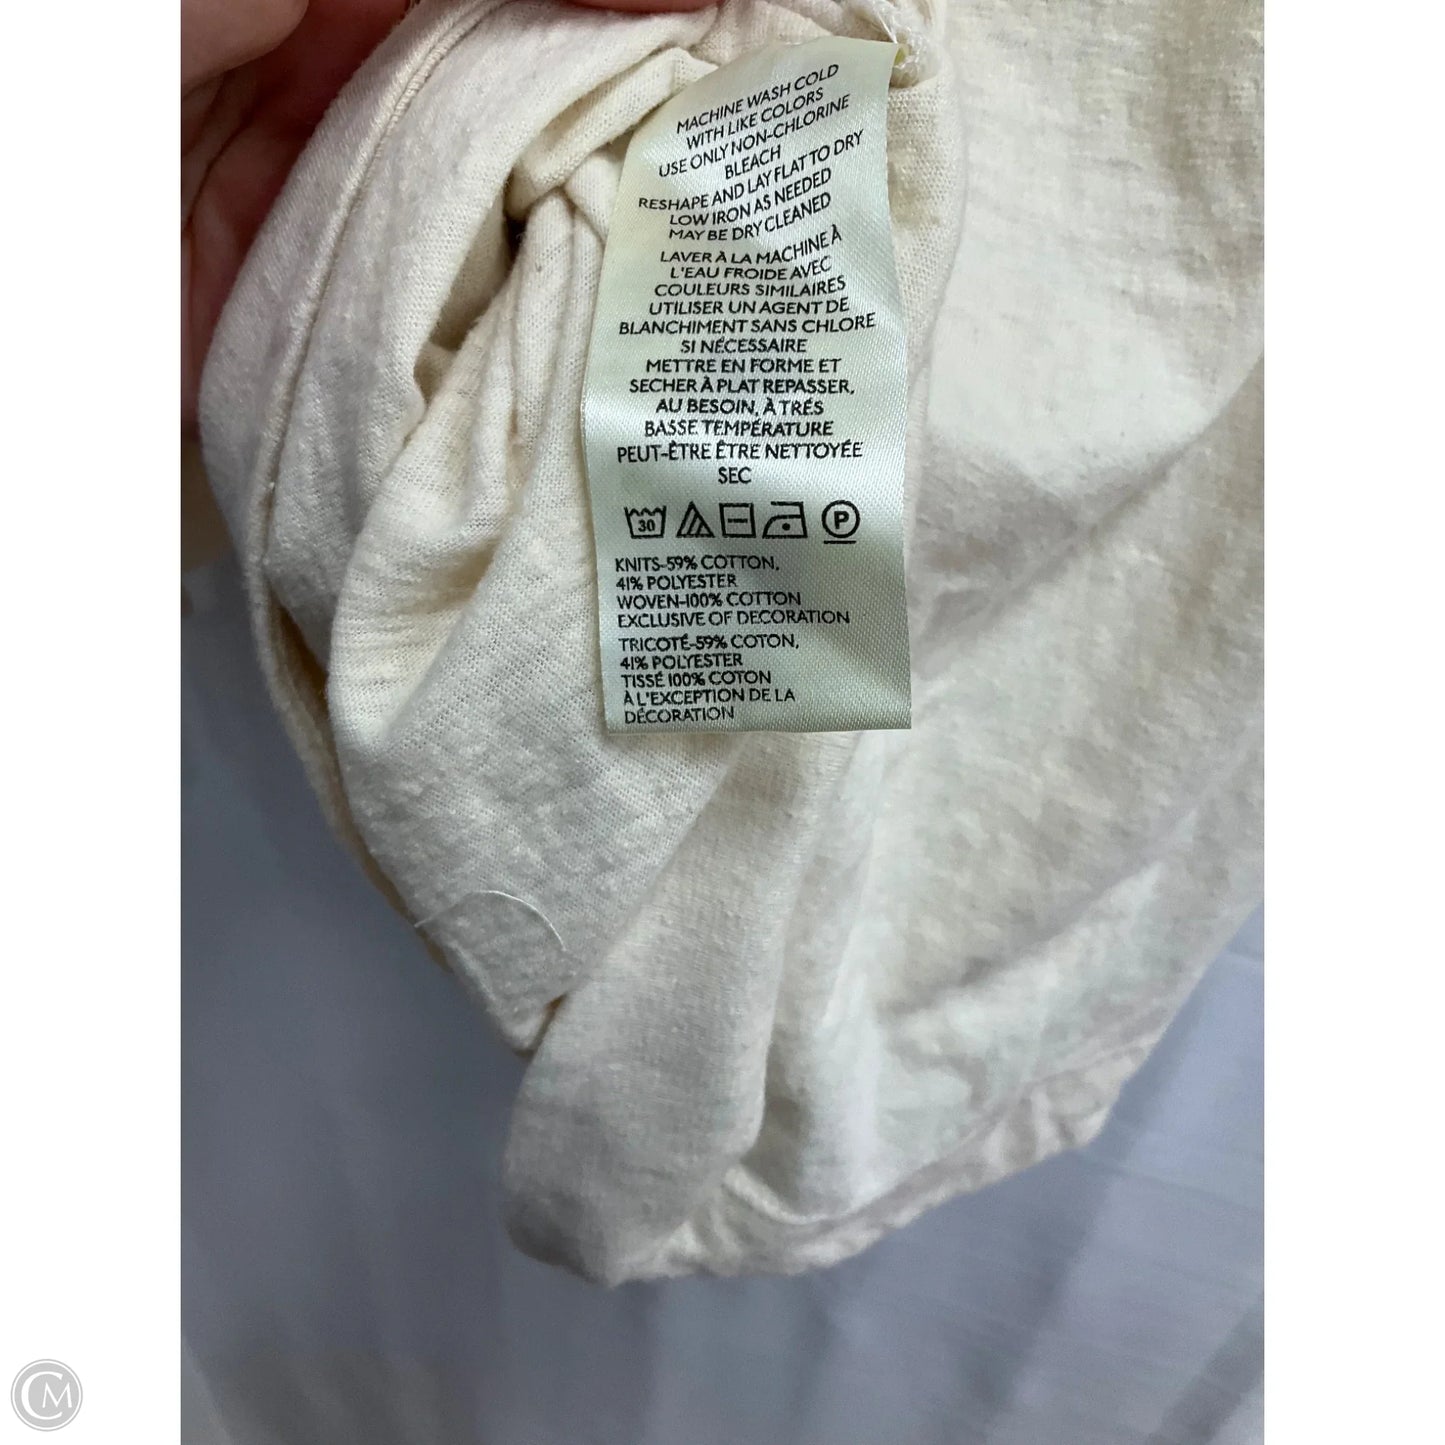 MACHINE WASH COLD
WITH LIKE COLORS
USE ONLY NON-CHLORINE
BLEACH
RESHAPE AND LAY FLAT TO DRY
LOW IRON AS NEEDED
MAY BE DRY CLEANED
LAVER À LA MACHINE À
L'EAU FROIDE AVEC
COULEURS SIMILAIRES
UTILISER UN AGENT DE
BLANCHIMENT SANS CHLORE
SI NÉCESSAIRE
METTRE EN FORME ET
SECHER À PLAT REPASSER,
AU BESOIN, À TRÉS
BASSE TEMPÉRATURE
PEUT-ÊTRE ÊTRE NETTOYÉE
SEC
30 P
KNITS-59% COTTON,
41% POLYESTER
WOVEN-100% COTTON
EXCLUSIVE OF DECORATION
TRICOTÉ-59% COTON,
41% POLYESTER
TISSÉ 100% COTON
À L'EXCEPTION DE LA
DÉCORATION
CM